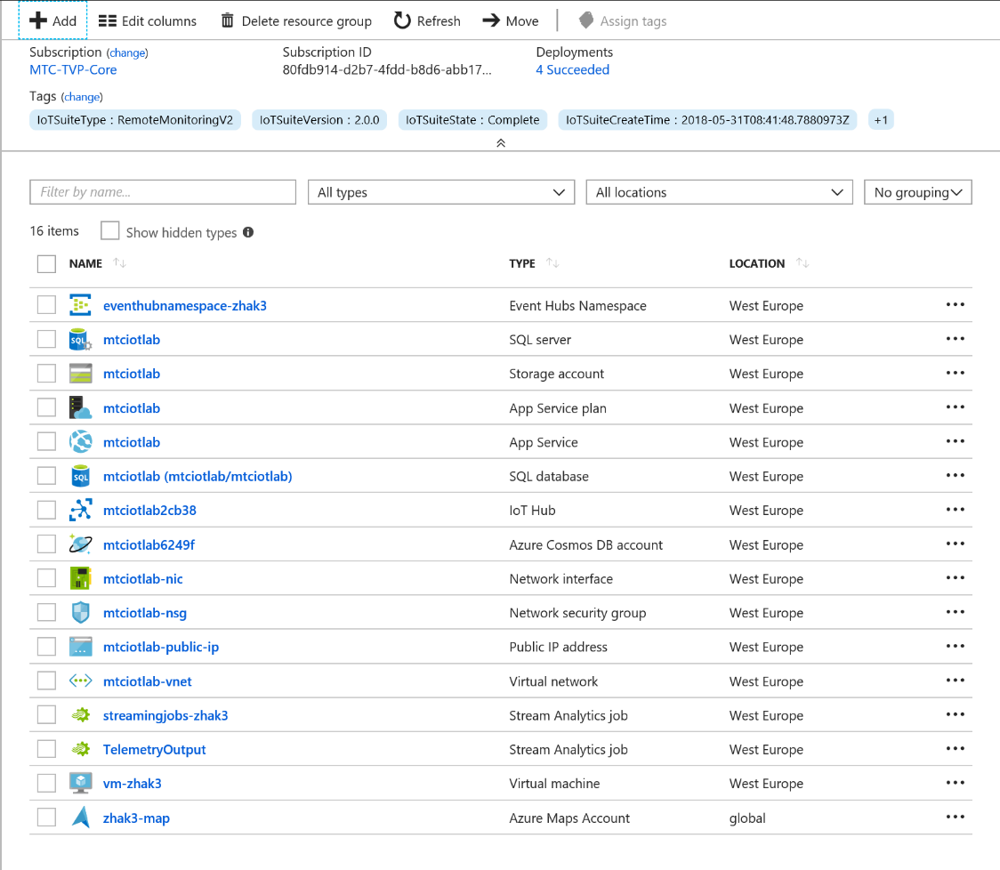 Add Edit columns Delete resource group Refresh Move Assign tags
Subscription (change) Subscription ID Deployments
MTC-TVP-Core 80fdb914-d2b7-4fdd-b8d6-abb17... 4 Succeeded
Tags (change)
IoTSuiteType : RemoteMonitoringV2 IoTSuiteVersion : 2.0.0 IoTSuiteState : Complete IoTSuiteCreateTime : 2018-05-31T08:41:48.7880973Z +1
Filter by name... All types All locations No grouping
16 items Show hidden types
NAME TYPE LOCATION
eventhubnamespace-zhak3 Event Hubs Namespace West Europe
mtciotlab SQL server West Europe
mtciotlab Storage account West Europe
mtciotlab App Service plan West Europe
mtciotlab App Service West Europe
mtciotlab (mtciotlab/mtciotlab) SQL database West Europe
mtciotlab2cb38 IoT Hub West Europe
mtciotlab6249f Azure Cosmos DB account West Europe
mtciotlab-nic Network interface West Europe
mtciotlab-nsg Network security group West Europe
mtciotlab-public-ip Public IP address West Europe
mtciotlab-vnet Virtual network West Europe
streamingjobs-zhak3 Stream Analytics job West Europe
TelemetryOutput Stream Analytics job West Europe
vm-zhak3 Virtual machine West Europe
zhak3-map Azure Maps Account global